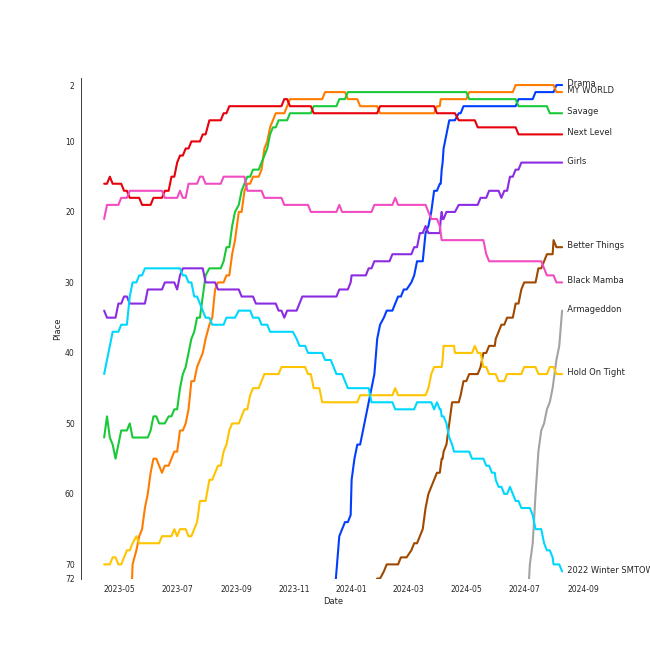 2
10
20
30
40
50
60
70
72
Place
Drama
MY WORLD
Savage
Next Level
Girls
Better Things
Black Mamba
Armageddon
Hold On Tight
2022 Winter SMTOW
2023-05
2023-07
2023-09
2023-11
2024-01
2024-03
2024-05
2024-07
2024-09
Date